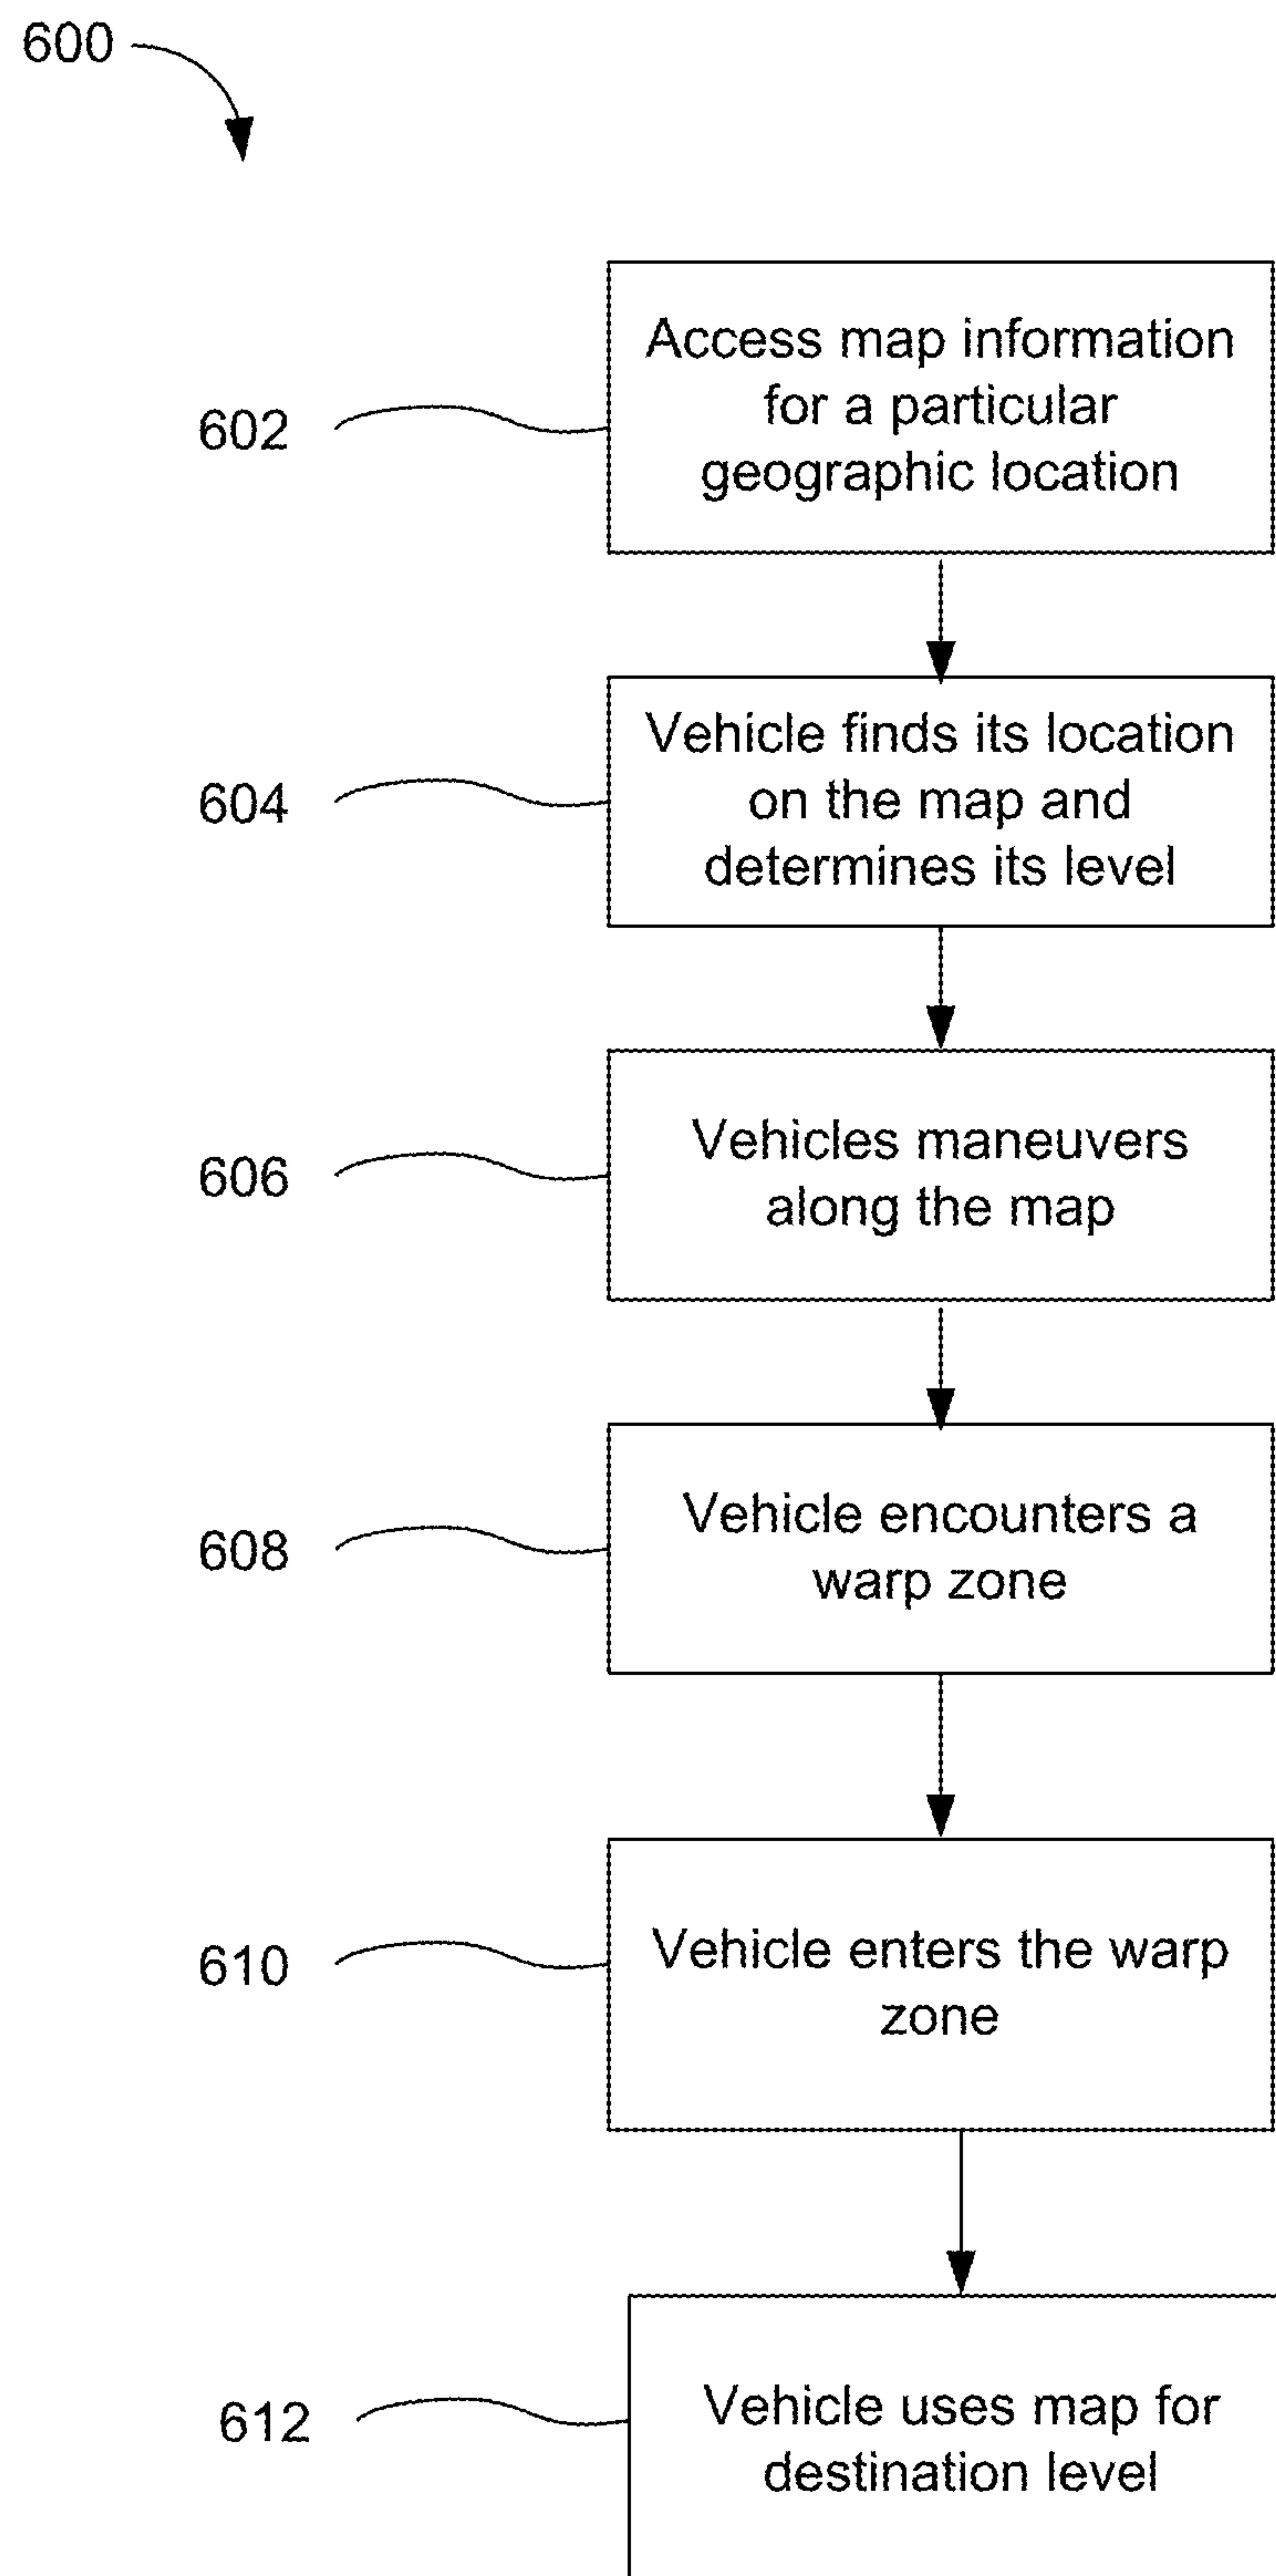 600
602
Access map information
for a particular
geographic location
604
Vehicle finds its location
on the map and
determines its level
606
Vehicles maneuvers
along the map
608
Vehicle encounters a
warp zone
610
Vehicle enters the warp
zone
612
Vehicle uses map for
destination level